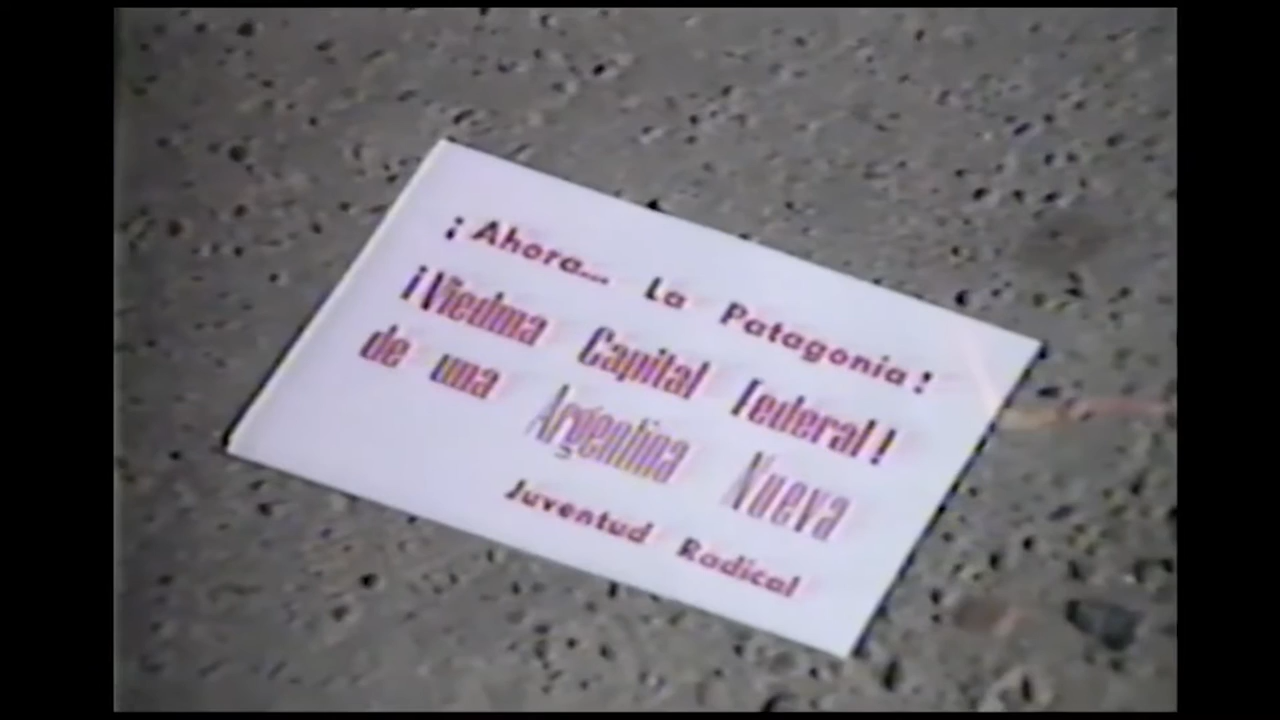 ¡Ahora... La Patagonia!
¡Viedma Capital Federal!
de una Argentina Nueva
Juventud Radical